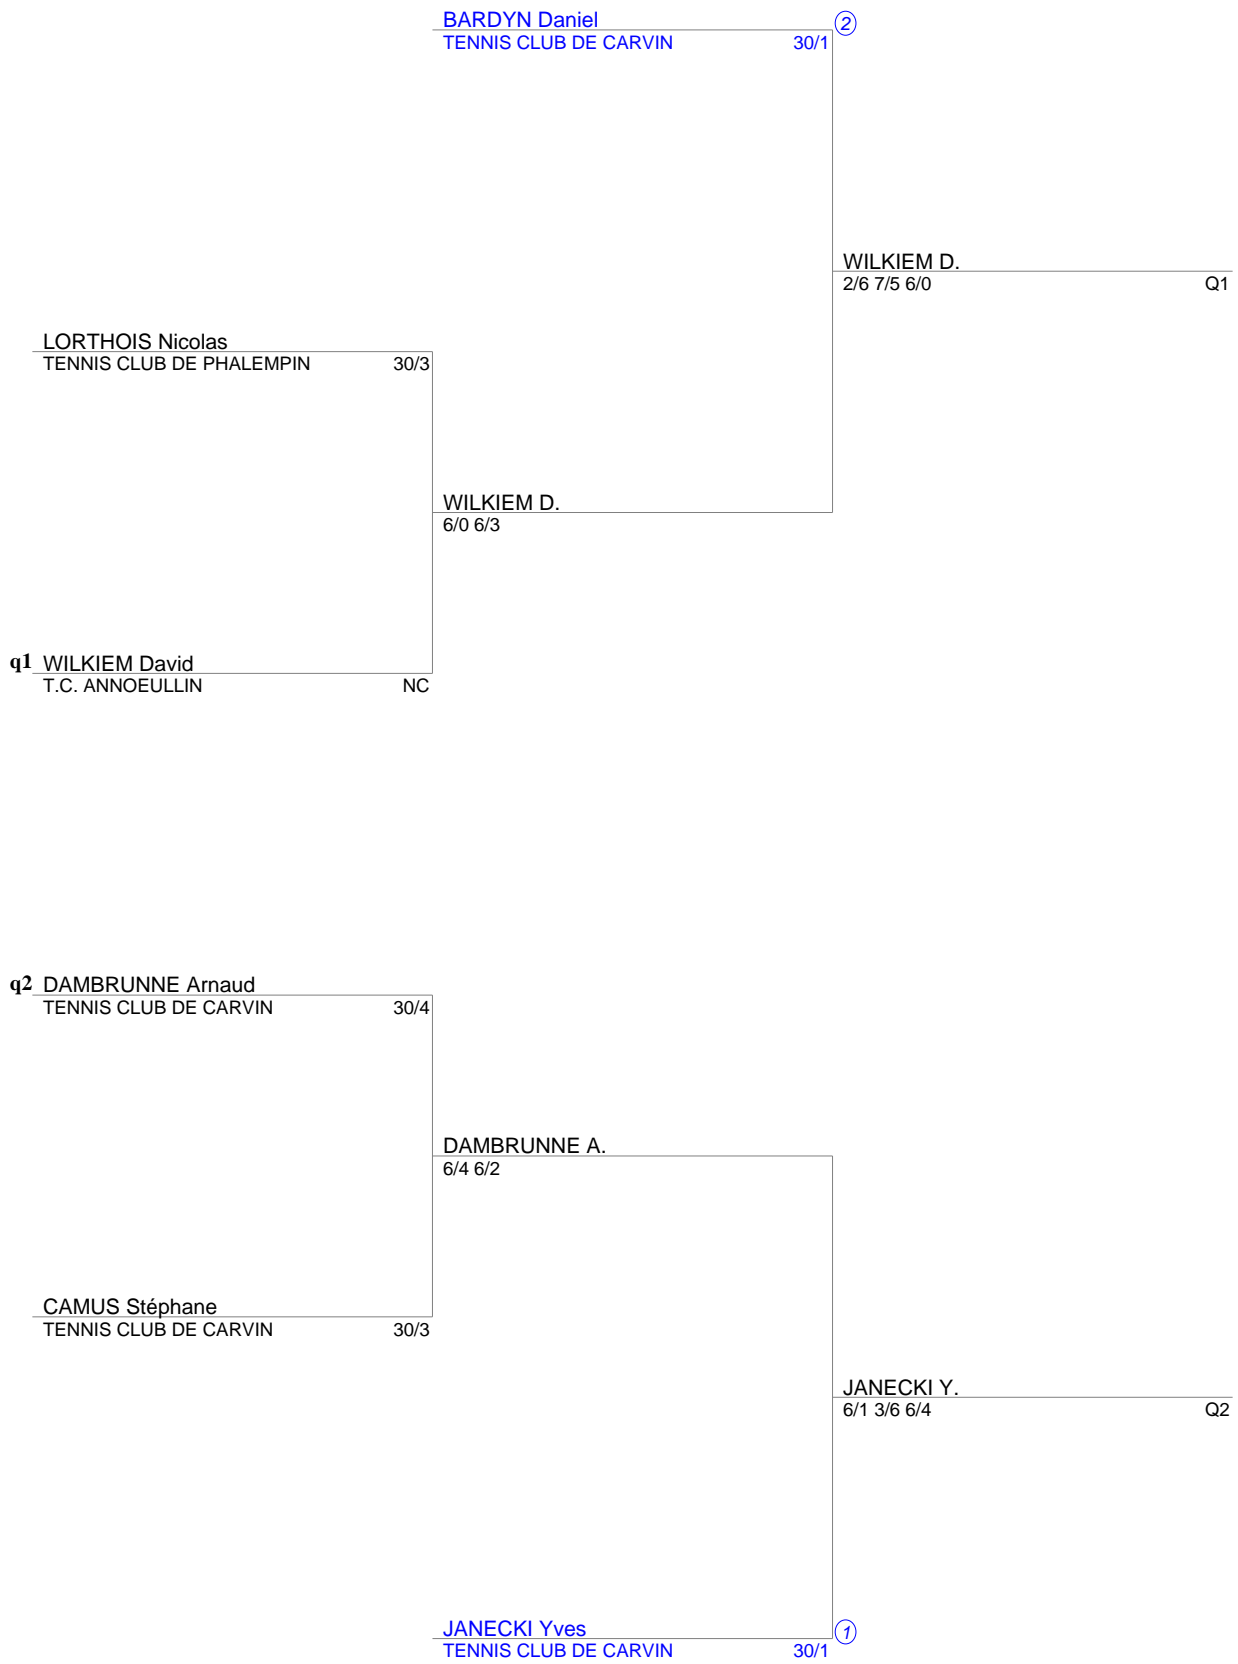 BARDYN Daniel 2
TENNIS CLUB DE CARVIN 30/1
WILKIEM D.
2/6 7/5 6/0 Q1
LORTHOIS Nicolas
TENNIS CLUB DE PHALEMPIN 30/3
WILKIEM D.
6/0 6/3
q1 WILKIEM David
T.C. ANNOEULLIN NC
q2 DAMBRUNNE Arnaud
TENNIS CLUB DE CARVIN 30/4
DAMBRUNNE A.
6/4 6/2
CAMUS Stéphane
TENNIS CLUB DE CARVIN 30/3
JANECKI Y.
6/1 3/6 6/4 Q2
JANECKI Yves 1
TENNIS CLUB DE CARVIN 30/1